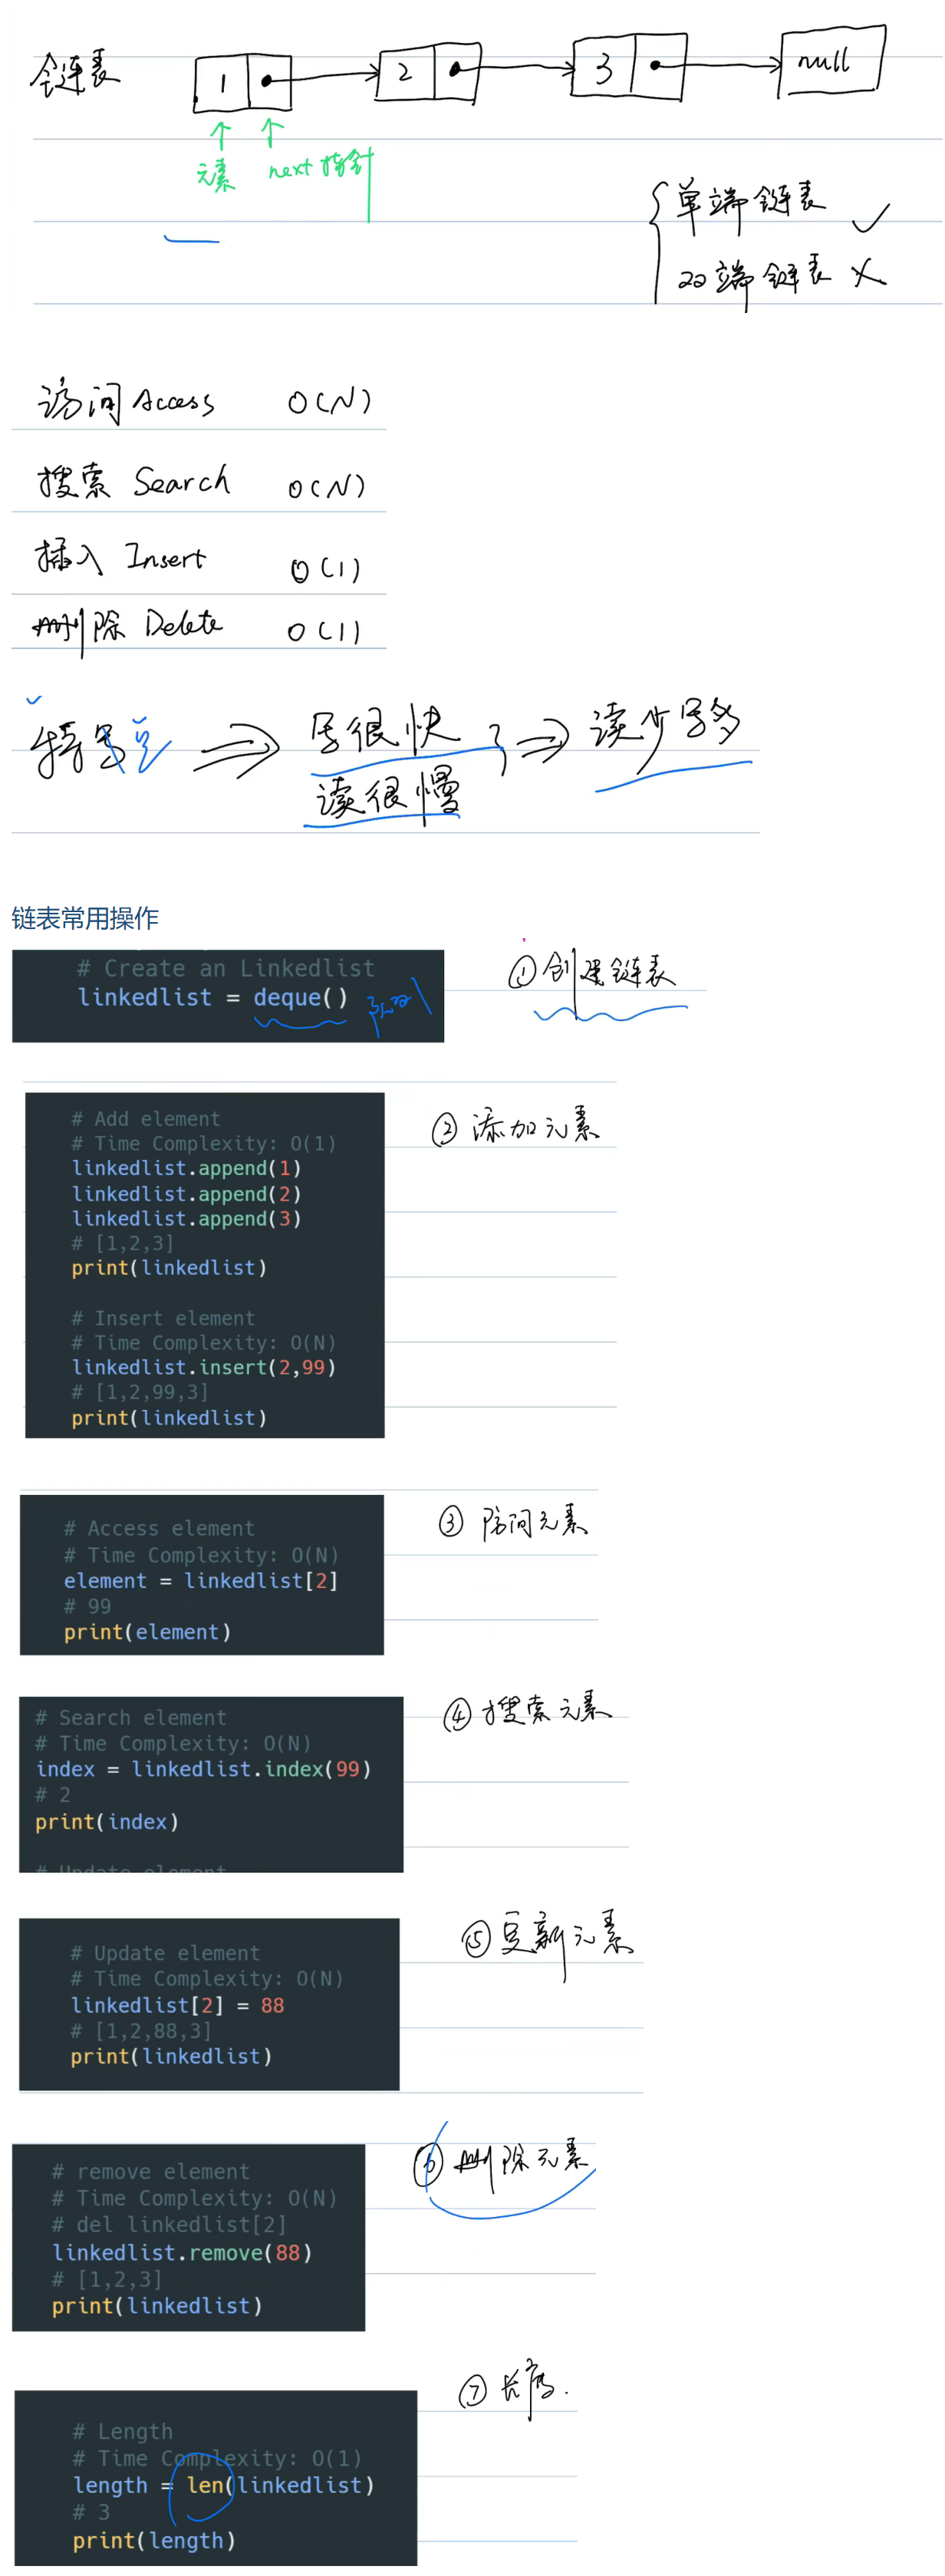 链表 1 2 3 null
元素 next 指针
单端链表 ✓
双端链表 ×
访问 Access O(N)
搜索 Search O(N)
插入 Insert O(1)
删除 Delete O(1)
特点 ⇒ 写很快 ⇒ 读少写多
读很慢
链表常用操作
# Create an Linkedlist
linkedlist = deque()
① 创建链表
# Add element
# Time Complexity: O(1)
linkedlist.append(1)
linkedlist.append(2)
linkedlist.append(3)
# [1,2,3]
print(linkedlist)
# Insert element
# Time Complexity: O(N)
linkedlist.insert(2,99)
# [1,2,99,3]
print(linkedlist)
② 添加元素
# Access element
# Time Complexity: O(N)
element = linkedlist[2]
# 99
print(element)
③ 访问元素
# Search element
# Time Complexity: O(N)
index = linkedlist.index(99)
# 2
print(index)
# Update element
④ 搜索元素
# Update element
# Time Complexity: O(N)
linkedlist[2] = 88
# [1,2,88,3]
print(linkedlist)
⑤ 更新元素
# remove element
# Time Complexity: O(N)
# del linkedlist[2]
linkedlist.remove(88)
# [1,2,3]
print(linkedlist)
⑥ 删除元素
# Length
# Time Complexity: O(1)
length = len(linkedlist)
# 3
print(length)
⑦ 长度.